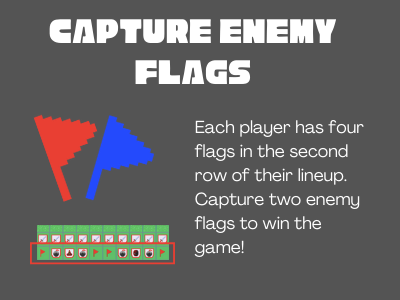 CAPTURE ENEMY
FLAGS
Each player has four
flags in the second
row of their lineup.
Capture two enemy
flags to win the
game!